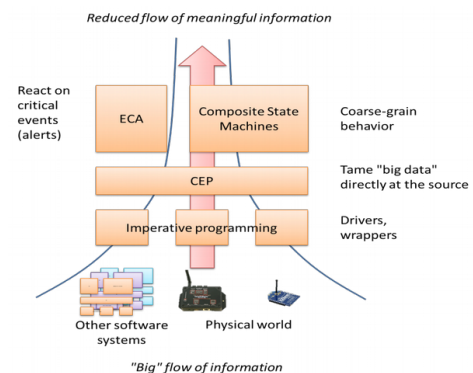 Reduced flow of meaningful information
React on
critical
events
(alerts)
ECA
Composite State
Machines
Coarse-grain
behavior
CEP
Tame "big data"
directly at the source
Imperative programming
Drivers,
wrappers
Other software
systems
Physical world
"Big" flow of information